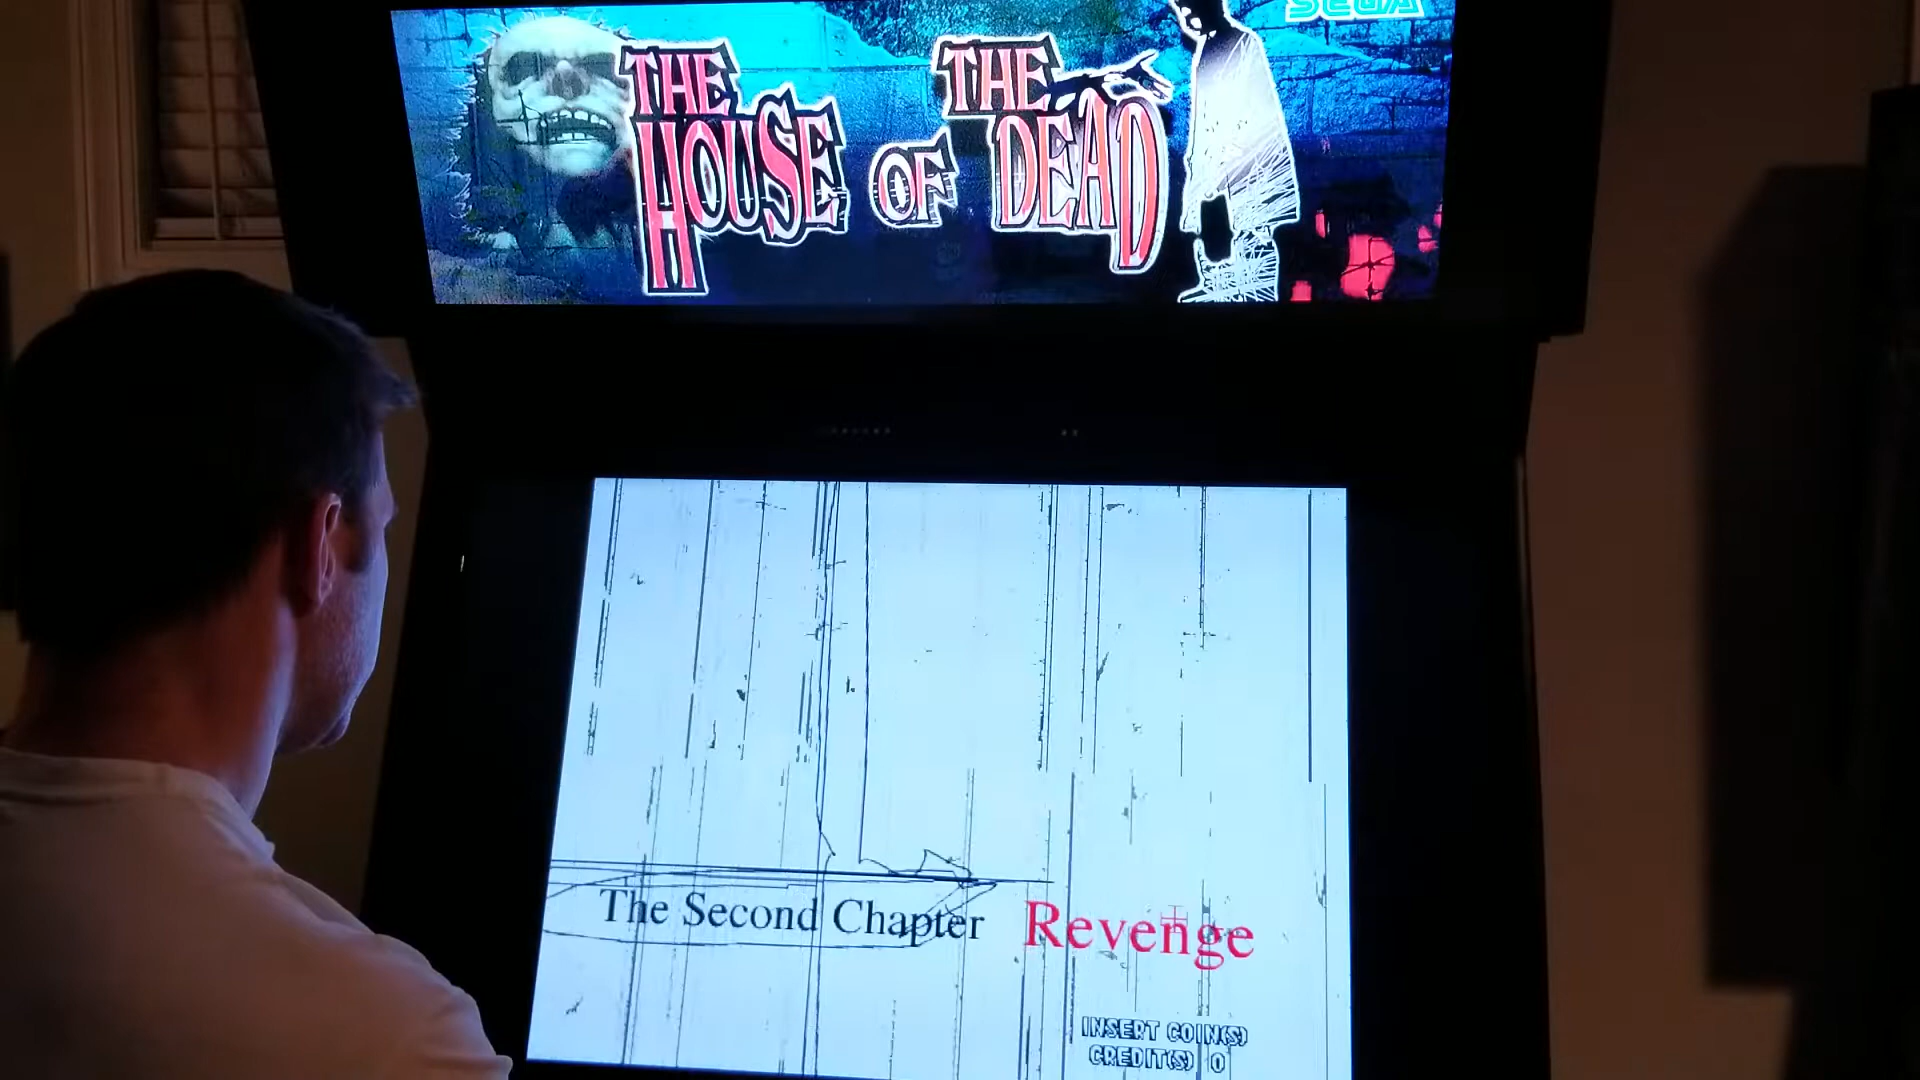 SEGA
THE HOUSE OF THE DEAD
The Second Chapter Revenge
INSERT COIN(S)
CREDIT(S) 0